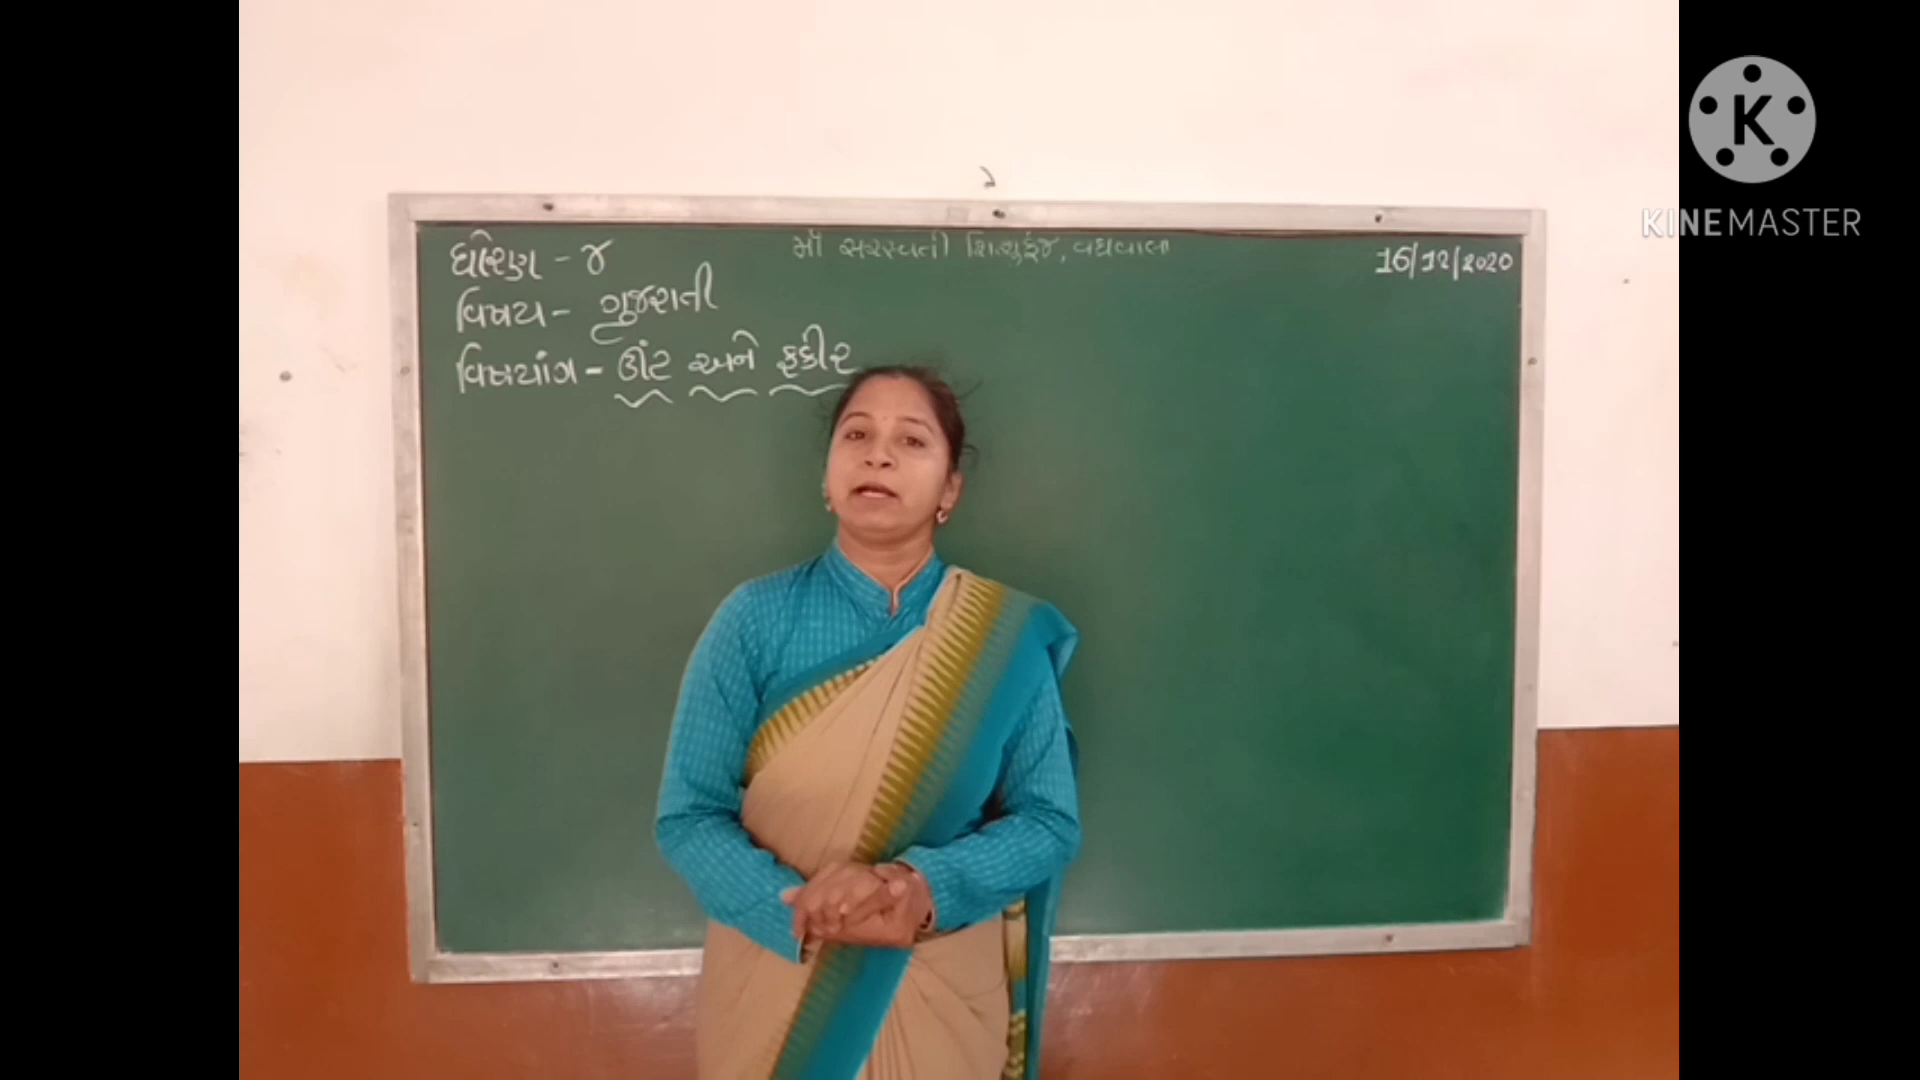 માઁ સરસ્વતી શિશુકુંજ, વઘવાલા
16/12/2020
ધોરણ - ૪
વિષય - ગુજરાતી
વિષયાંગ - ઊંટ અને ફકીર
K
KINEMASTER